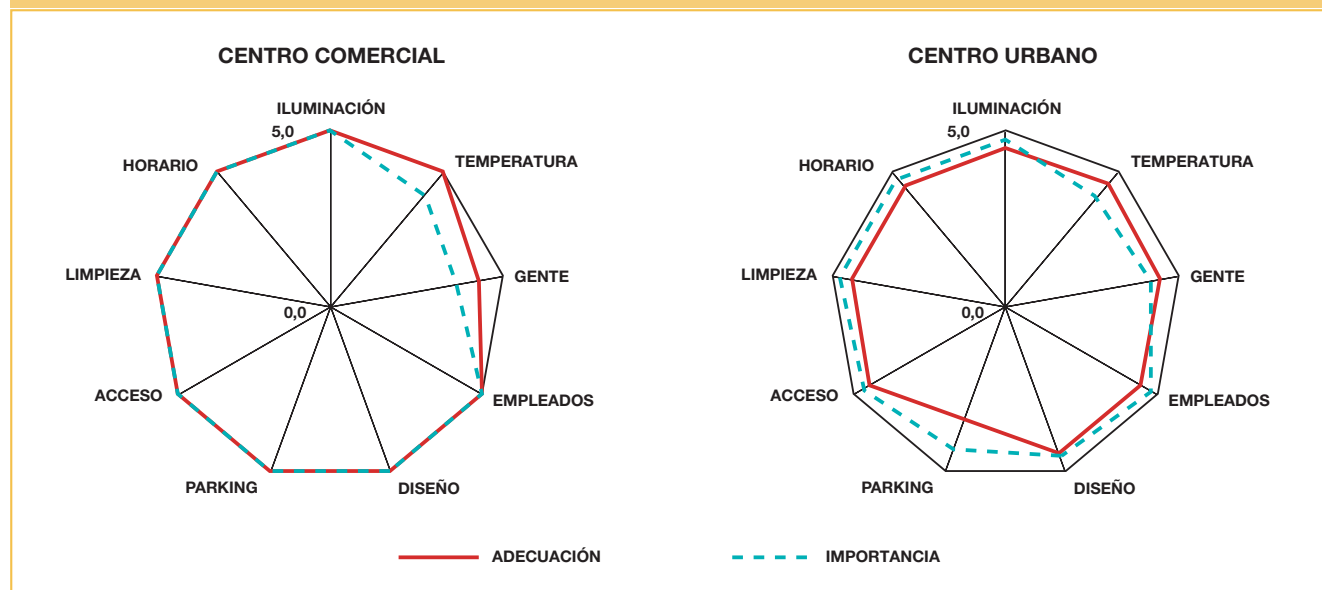 CENTRO COMERCIAL
ILUMINACIÓN
5,0
HORARIO
TEMPERATURA
LIMPIEZA
GENTE
0,0
ACCESO
EMPLEADOS
PARKING
DISEÑO
CENTRO URBANO
ILUMINACIÓN
5,0
HORARIO
TEMPERATURA
LIMPIEZA
GENTE
0,0
ACCESO
EMPLEADOS
PARKING
DISEÑO
ADECUACIÓN
IMPORTANCIA